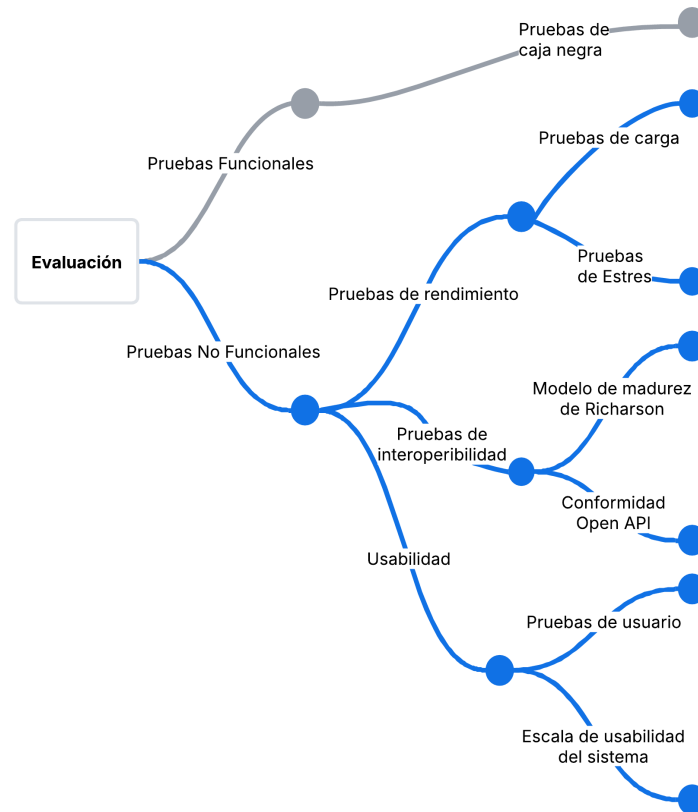 Pruebas de
caja negra
Pruebas de carga
Pruebas Funcionales
Evaluación
Pruebas
de Estres
Pruebas de rendimiento
Pruebas No Funcionales
Modelo de madurez
de Richarson
Pruebas de
interoperibilidad
Conformidad
Open API
Usabilidad
Pruebas de usuario
Escala de usabilidad
del sistema